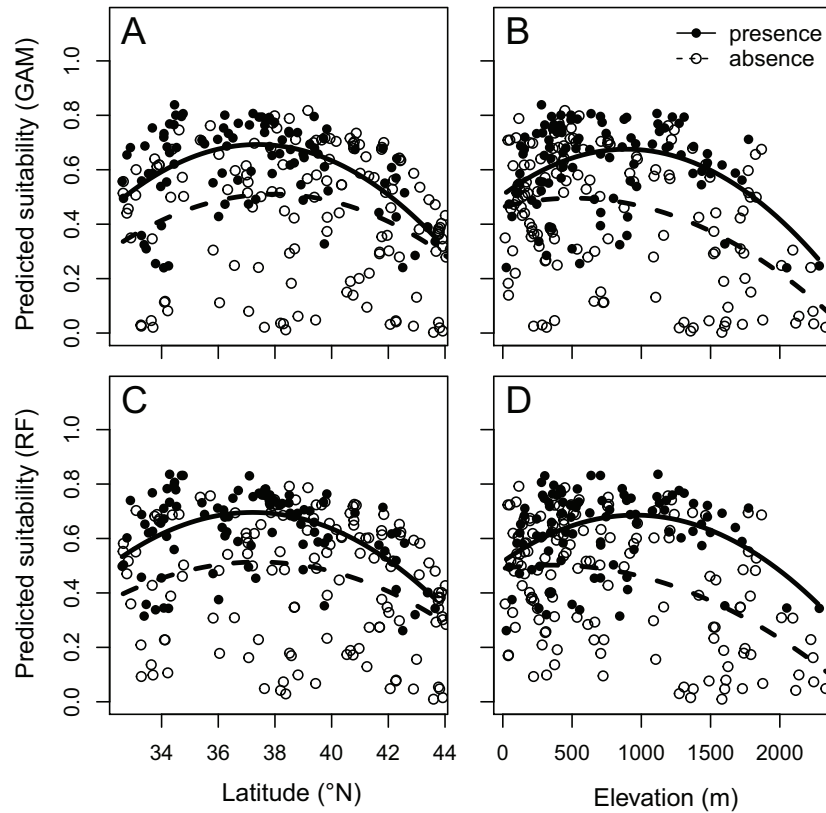 A
B
presence
absence
Predicted suitability (GAM)
1.0
0.8
0.6
0.4
0.2
0.0
C
D
Predicted suitability (RF)
1.0
0.8
0.6
0.4
0.2
0.0
34 36 38 40 42 44
0 500 1000 1500 2000
Latitude (°N)
Elevation (m)